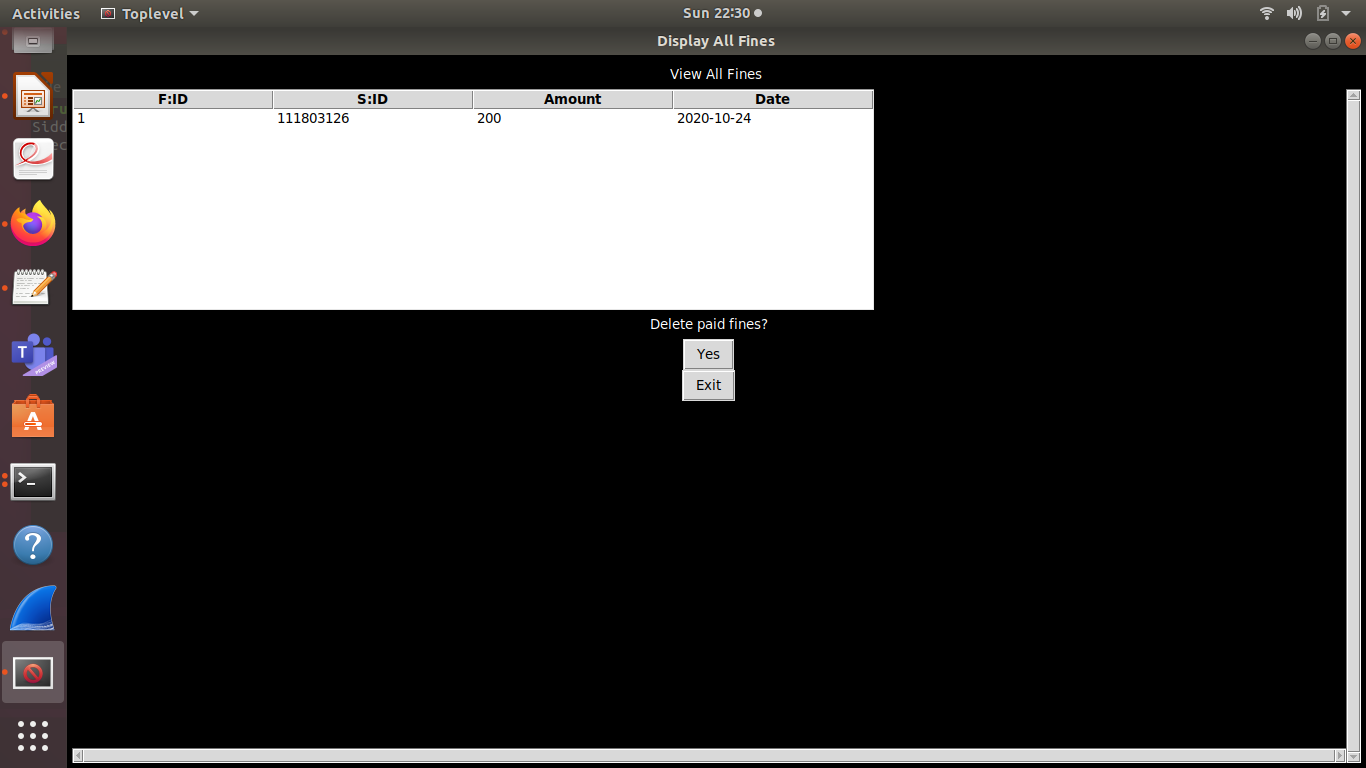 Activities Toplevel Sun 22:30
Display All Fines
View All Fines
F:ID S:ID Amount Date
1 111803126 200 2020-10-24
Delete paid fines?
Yes
Exit